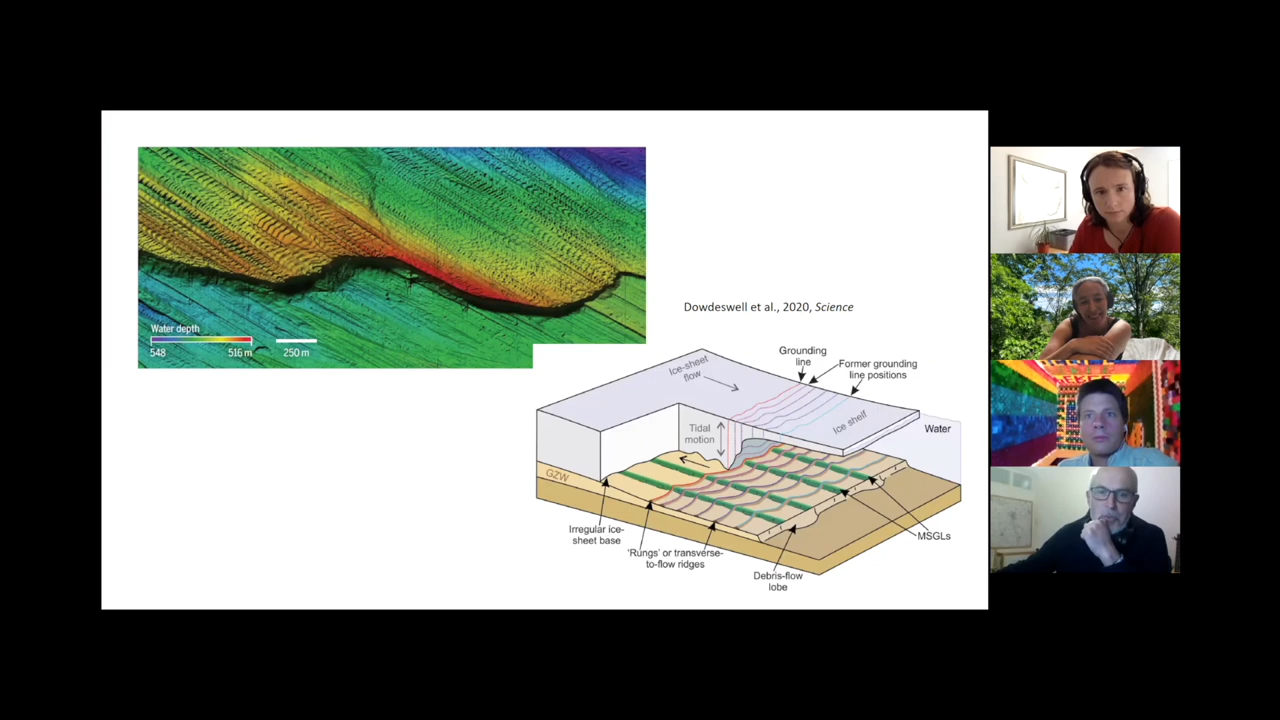 Water depth
548
516 m
250 m
Dowdeswell et al., 2020, Science
Ice-sheet
flow
Grounding
line
Former grounding
line positions
Tidal
motion
Ice shelf
Water
GZW
Irregular ice-
sheet base
'Rungs' or transverse-
to-flow ridges
Debris-flow
lobe
MSGLs